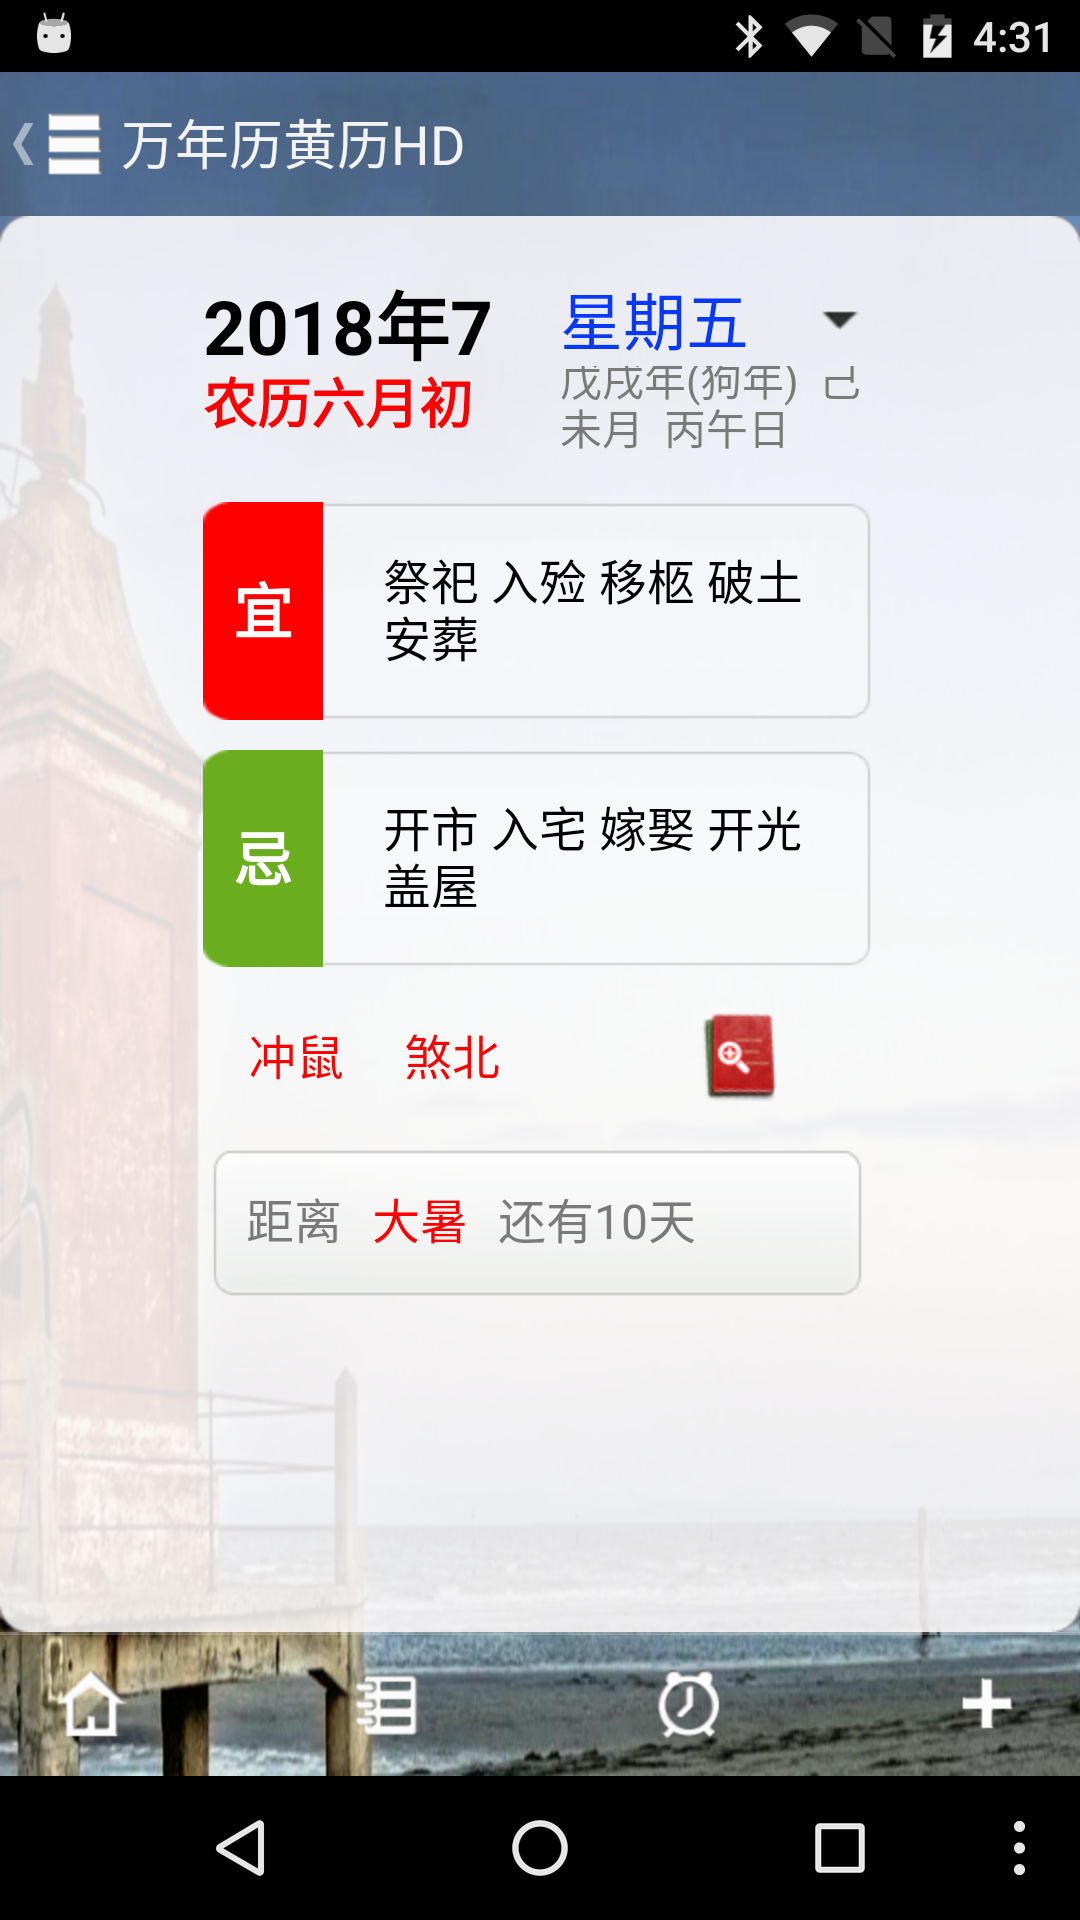 4:31
万年历黄历HD
2018年7
星期五
农历六月初
戊戌年(狗年) 己
未月 丙午日
宜
祭祀 入殓 移柩 破土
安葬
忌
开市 入宅 嫁娶 开光
盖屋
冲鼠 煞北
距离 大暑 还有10天